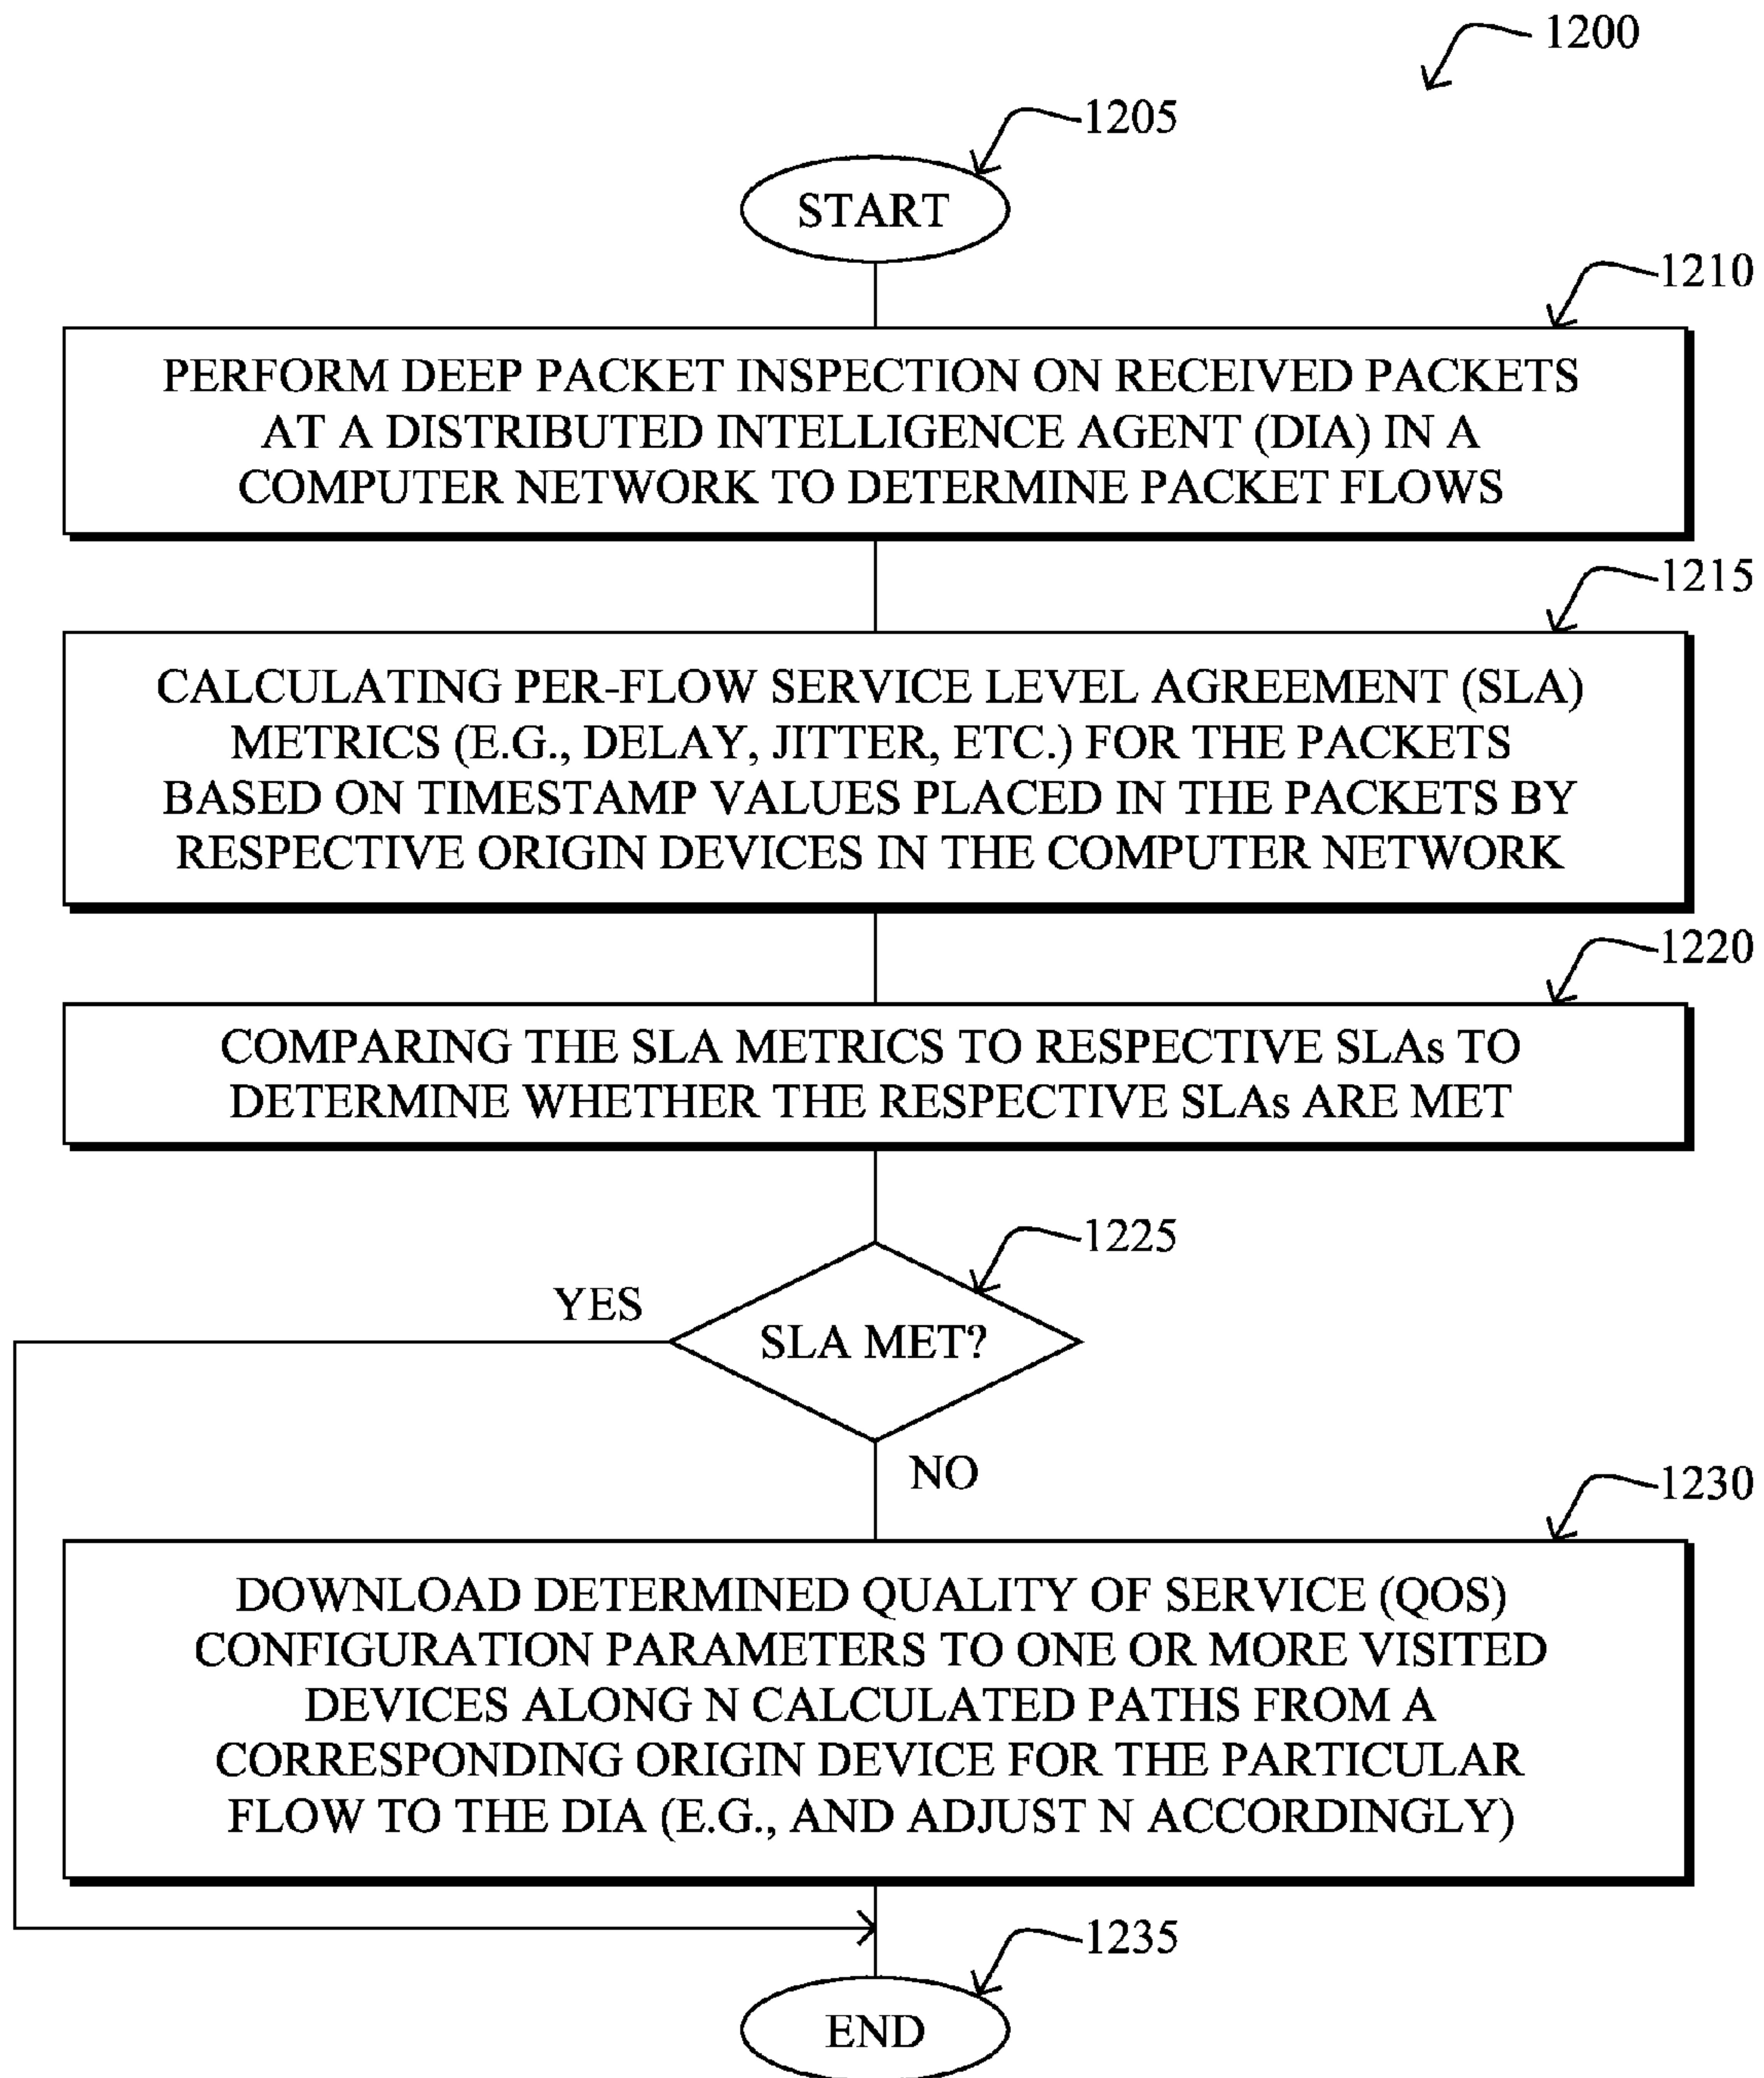 1200
1205
START
1210
PERFORM DEEP PACKET INSPECTION ON RECEIVED PACKETS
AT A DISTRIBUTED INTELLIGENCE AGENT (DIA) IN A
COMPUTER NETWORK TO DETERMINE PACKET FLOWS
1215
CALCULATING PER-FLOW SERVICE LEVEL AGREEMENT (SLA)
METRICS (E.G., DELAY, JITTER, ETC.) FOR THE PACKETS
BASED ON TIMESTAMP VALUES PLACED IN THE PACKETS BY
RESPECTIVE ORIGIN DEVICES IN THE COMPUTER NETWORK
1220
COMPARING THE SLA METRICS TO RESPECTIVE SLAs TO
DETERMINE WHETHER THE RESPECTIVE SLAs ARE MET
1225
YES
SLA MET?
NO
1230
DOWNLOAD DETERMINED QUALITY OF SERVICE (QOS)
CONFIGURATION PARAMETERS TO ONE OR MORE VISITED
DEVICES ALONG N CALCULATED PATHS FROM A
CORRESPONDING ORIGIN DEVICE FOR THE PARTICULAR
FLOW TO THE DIA (E.G., AND ADJUST N ACCORDINGLY)
1235
END